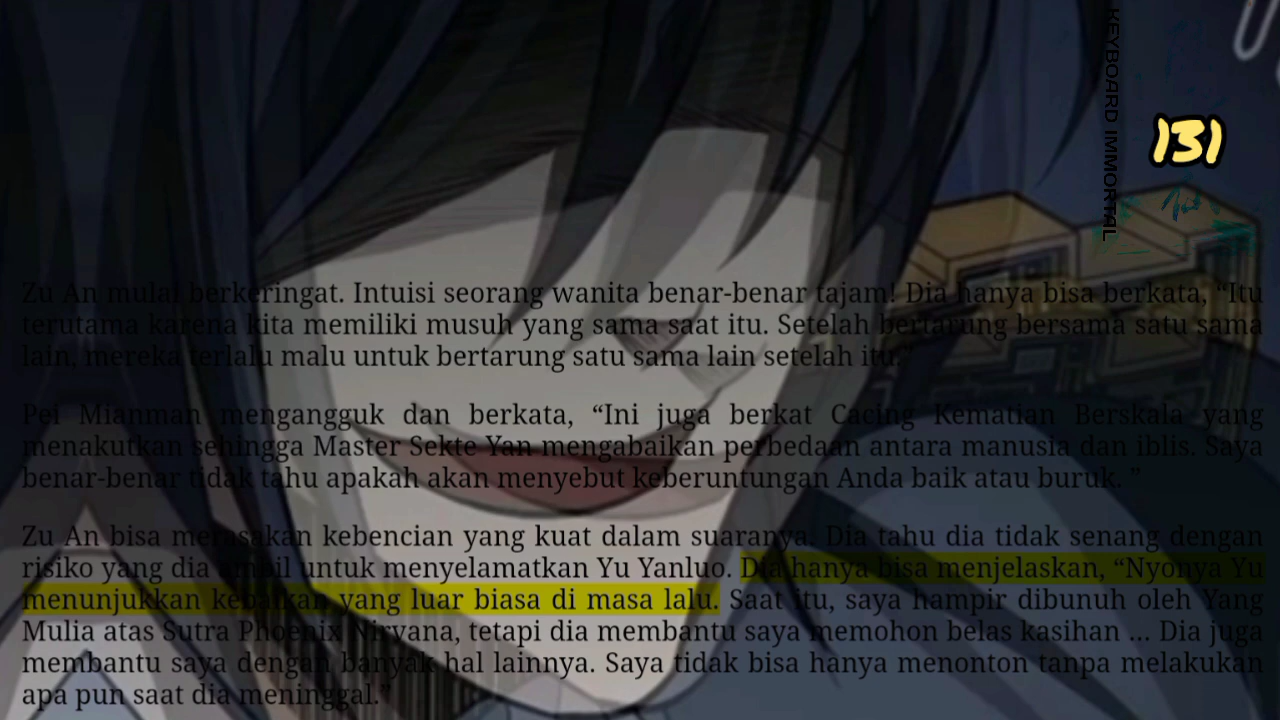 KEYBOARD IMMORTAL
131
Zu An mulai berkeringat. Intuisi seorang wanita benar-benar tajam! Dia hanya bisa berkata, “Itu
terutama karena kita memiliki musuh yang sama saat itu. Setelah bertarung bersama satu sama
lain, mereka terlalu malu untuk bertarung satu sama lain setelah itu.”
Pei Mianman mengangguk dan berkata, “Ini juga berkat Cacing Kematian Berskala yang
menakutkan sehingga Master Sekte Yan mengabaikan perbedaan antara manusia dan iblis. Saya
benar-benar tidak tahu apakah akan menyebut keberuntungan Anda baik atau buruk. ”
Zu An bisa merasakan kebencian yang kuat dalam suaranya. Dia tahu dia tidak senang dengan
risiko yang dia ambil untuk menyelamatkan Yu Yanluo. Dia hanya bisa menjelaskan, “Nyonya Yu
menunjukkan kebaikan yang luar biasa di masa lalu. Saat itu, saya hampir dibunuh oleh Yang
Mulia atas Sutra Phoenix Nirvana, tetapi dia membantu saya memohon belas kasihan ... Dia juga
membantu saya dengan banyak hal lainnya. Saya tidak bisa hanya menonton tanpa melakukan
apa pun saat dia meninggal.”